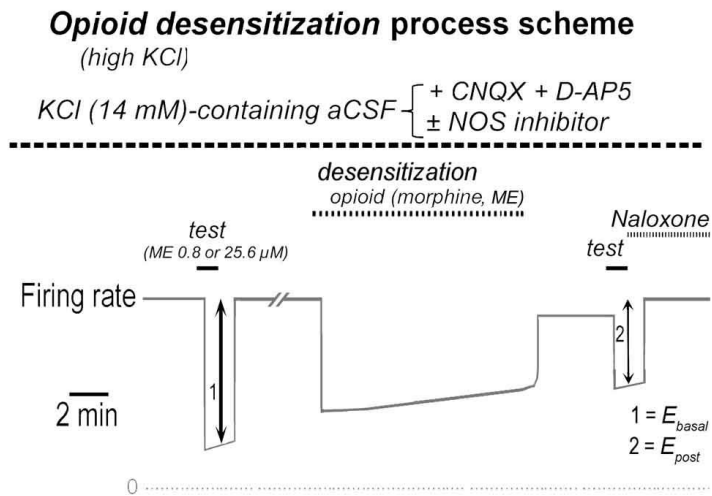 Opioid desensitization process scheme
(high KCl)
KCl (14 mM)-containing aCSF
+ CNQX + D-AP5
± NOS inhibitor
desensitization
opioid (morphine, ME)
test
(ME 0.8 or 25.6 µM)
Naloxone
test
Firing rate
1
2
2 min
1 = Ebasal
2 = Epost
0